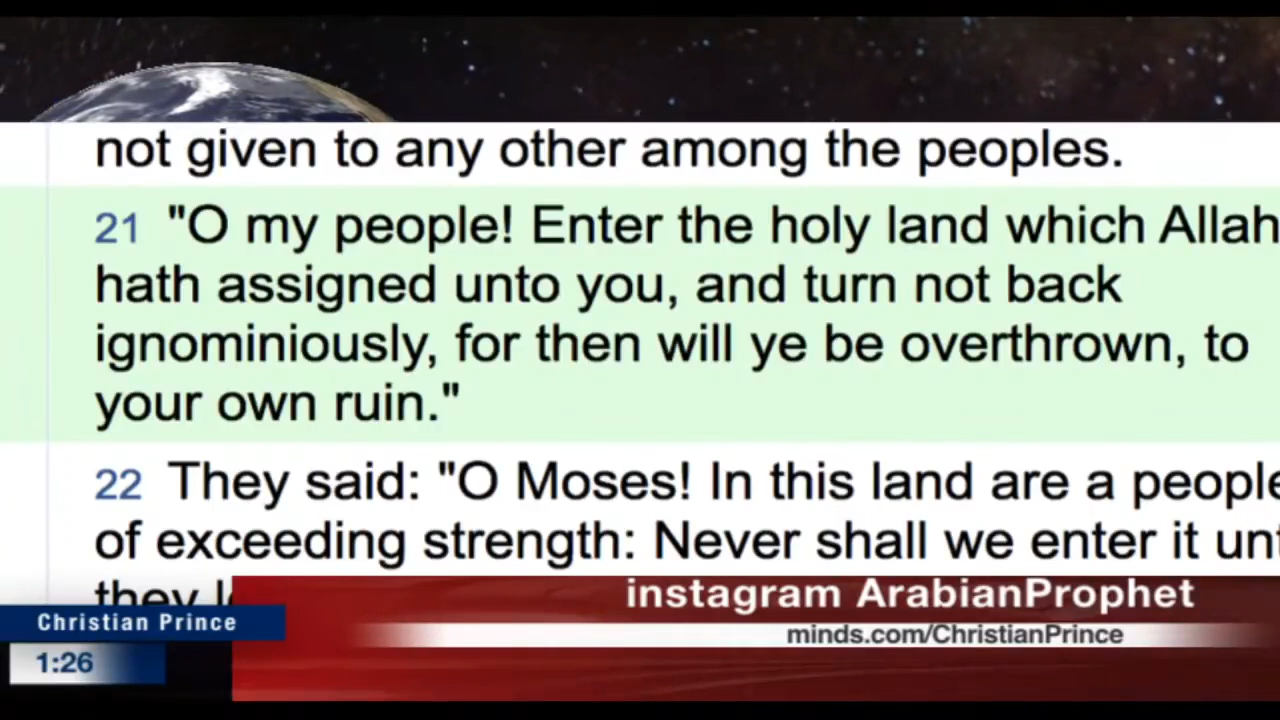 not given to any other among the peoples.
21 "O my people! Enter the holy land which Allah
hath assigned unto you, and turn not back
ignominiously, for then will ye be overthrown, to
your own ruin."
22 They said: "O Moses! In this land are a people
of exceeding strength: Never shall we enter it
they
instagram ArabianProphet
Christian Prince
minds.com/ChristianPrince
1:26